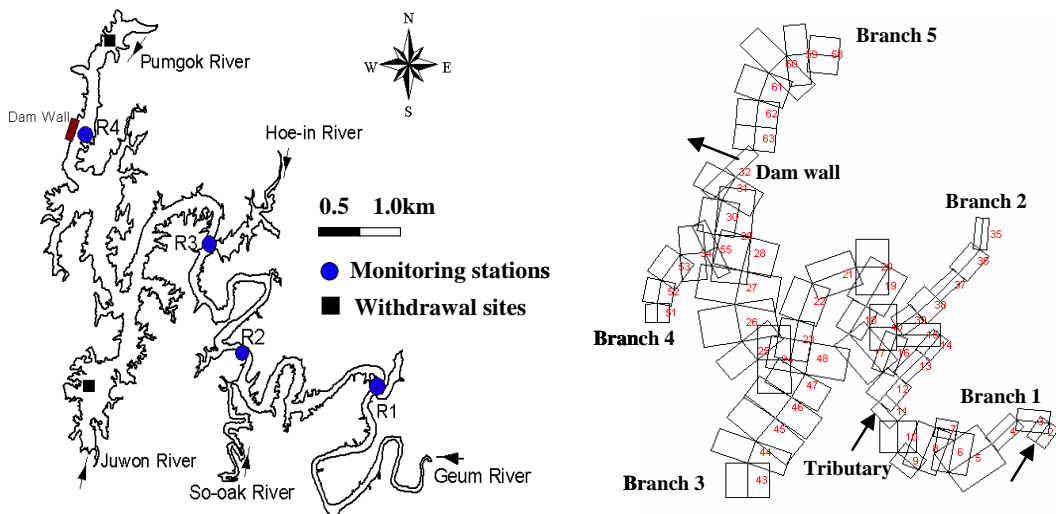 N
W E
S
Pumgok River
Dam Wall
R4
Hoe-in River
0.5 1.0km
R3
Monitoring stations
Withdrawal sites
R2
R1
Juwon River
So-oak River
Geum River
Branch 5
59 58
60
61
62
63
32
Dam wall
31
Branch 2
30
35
29
55 28
54
53
36
20
21 19
37
27
52
22
38
51
26
18 39
Branch 4
40 15
23
14
25 24 48
17 16
13
47
12
46
11
Branch 1
45
3
4 2
7
10
44
8 6 5
9
Tributary
Branch 3
43